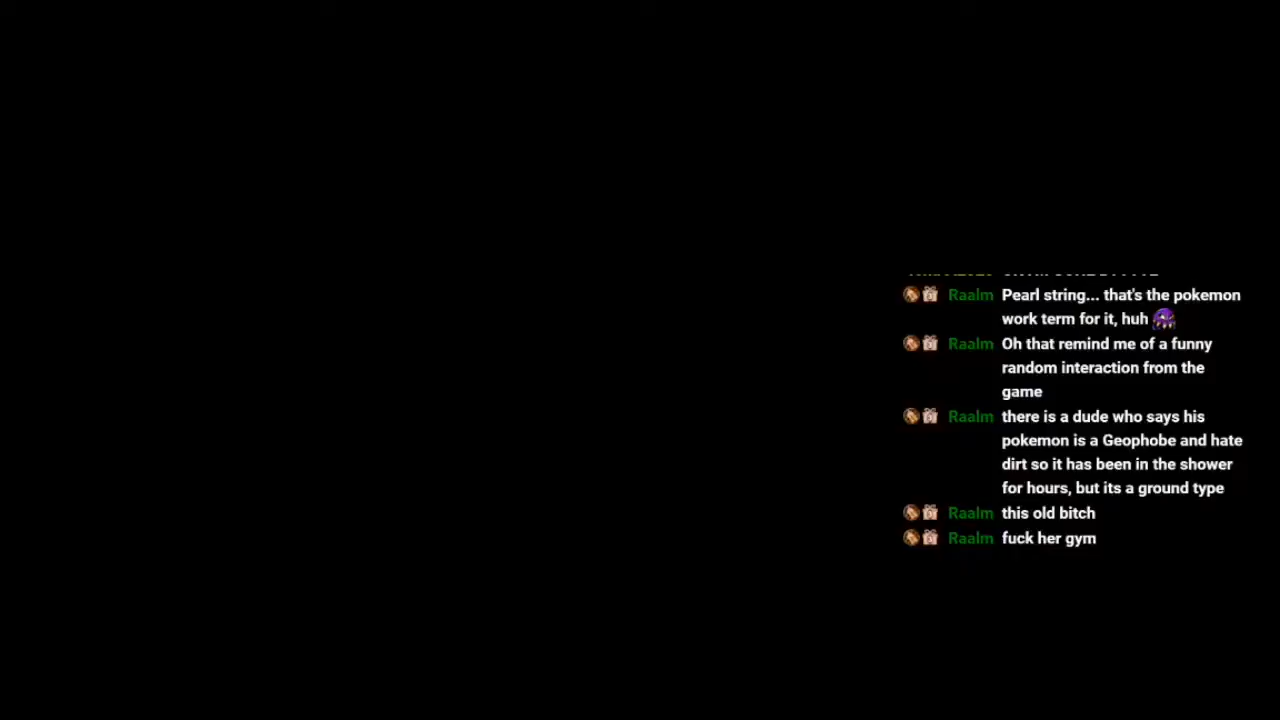 Raalm Pearl string... that's the pokemon
work term for it, huh
Raalm Oh that remind me of a funny
random interaction from the
game
Raalm there is a dude who says his
pokemon is a Geophobe and hate
dirt so it has been in the shower
for hours, but its a ground type
Raalm this old bitch
Raalm fuck her gym